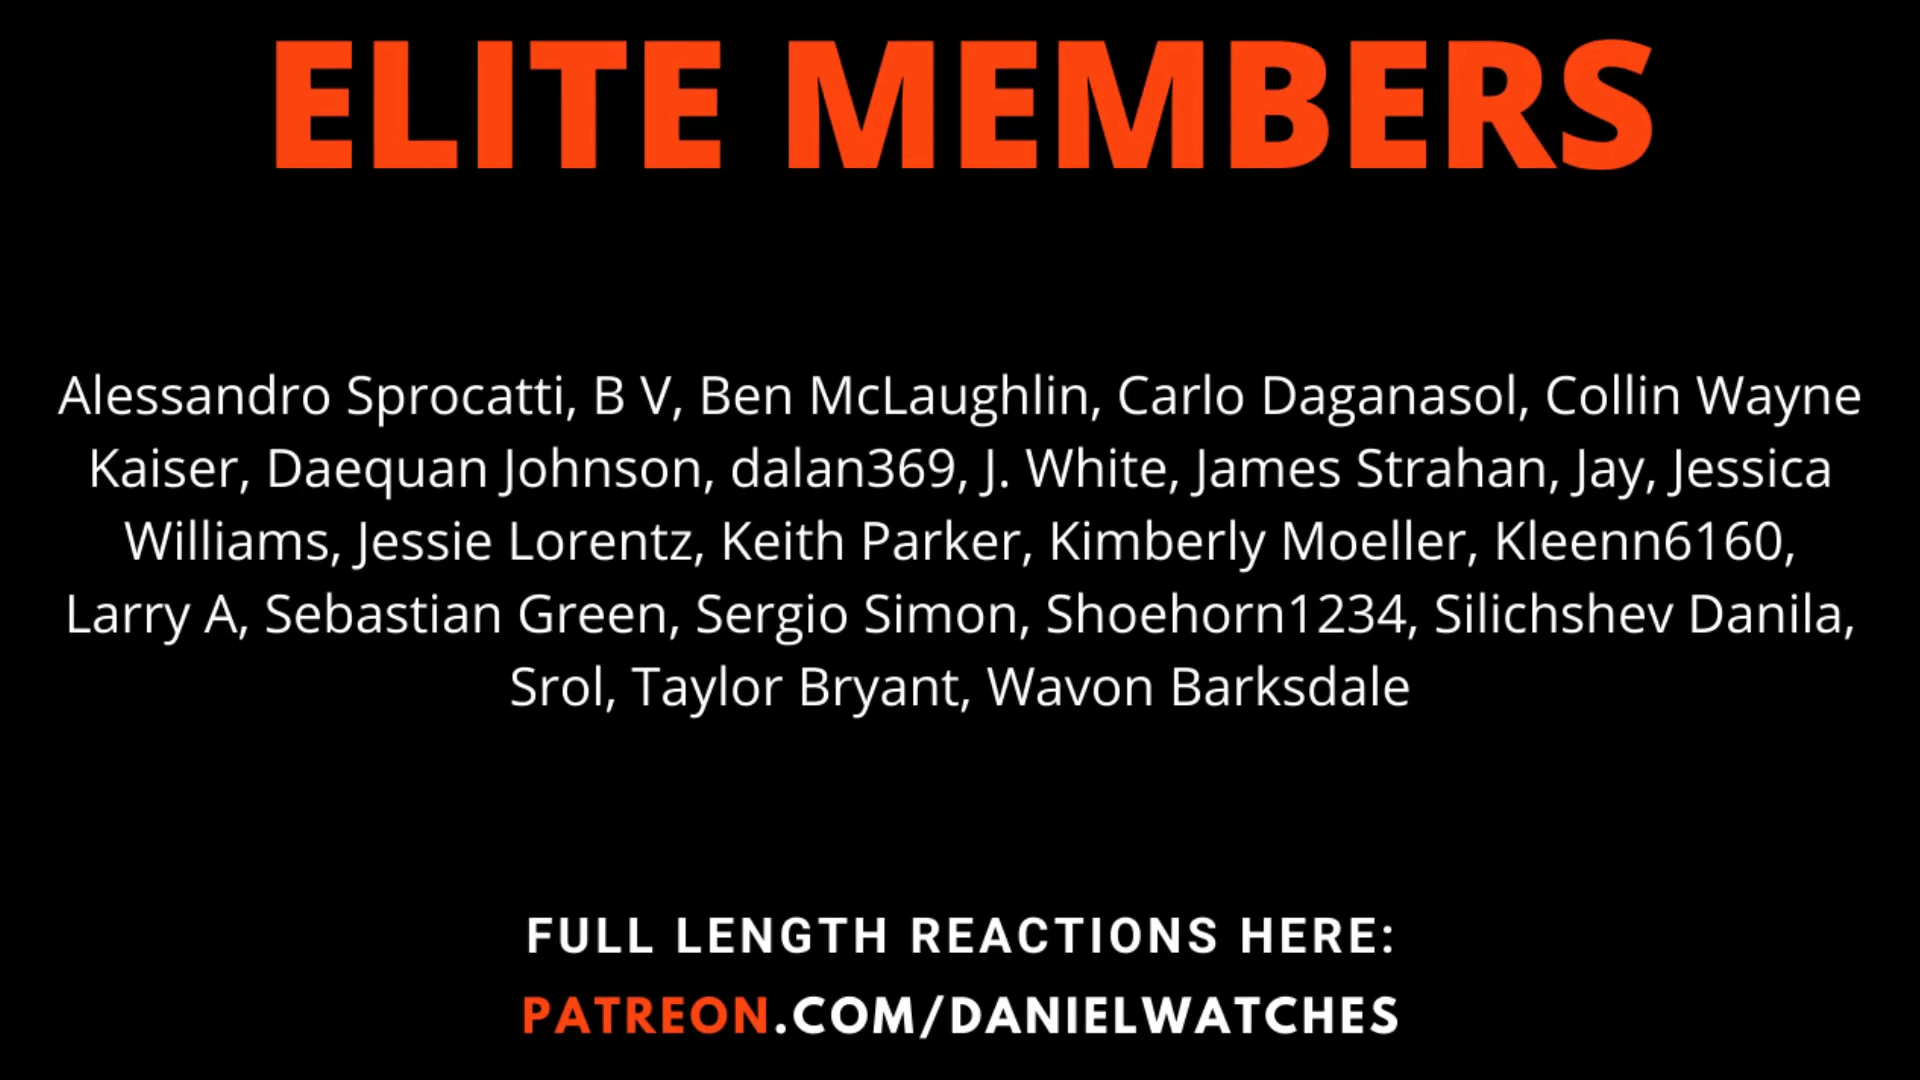 ELITE MEMBERS
Alessandro Sprocatti, B V, Ben McLaughlin, Carlo Daganasol, Collin Wayne
Kaiser, Daequan Johnson, dalan369, J. White, James Strahan, Jay, Jessica
Williams, Jessie Lorentz, Keith Parker, Kimberly Moeller, Kleenn6160,
Larry A, Sebastian Green, Sergio Simon, Shoehorn1234, Silichshev Danila,
Srol, Taylor Bryant, Wavon Barksdale
FULL LENGTH REACTIONS HERE:
PATREON.COM/DANIELWATCHES